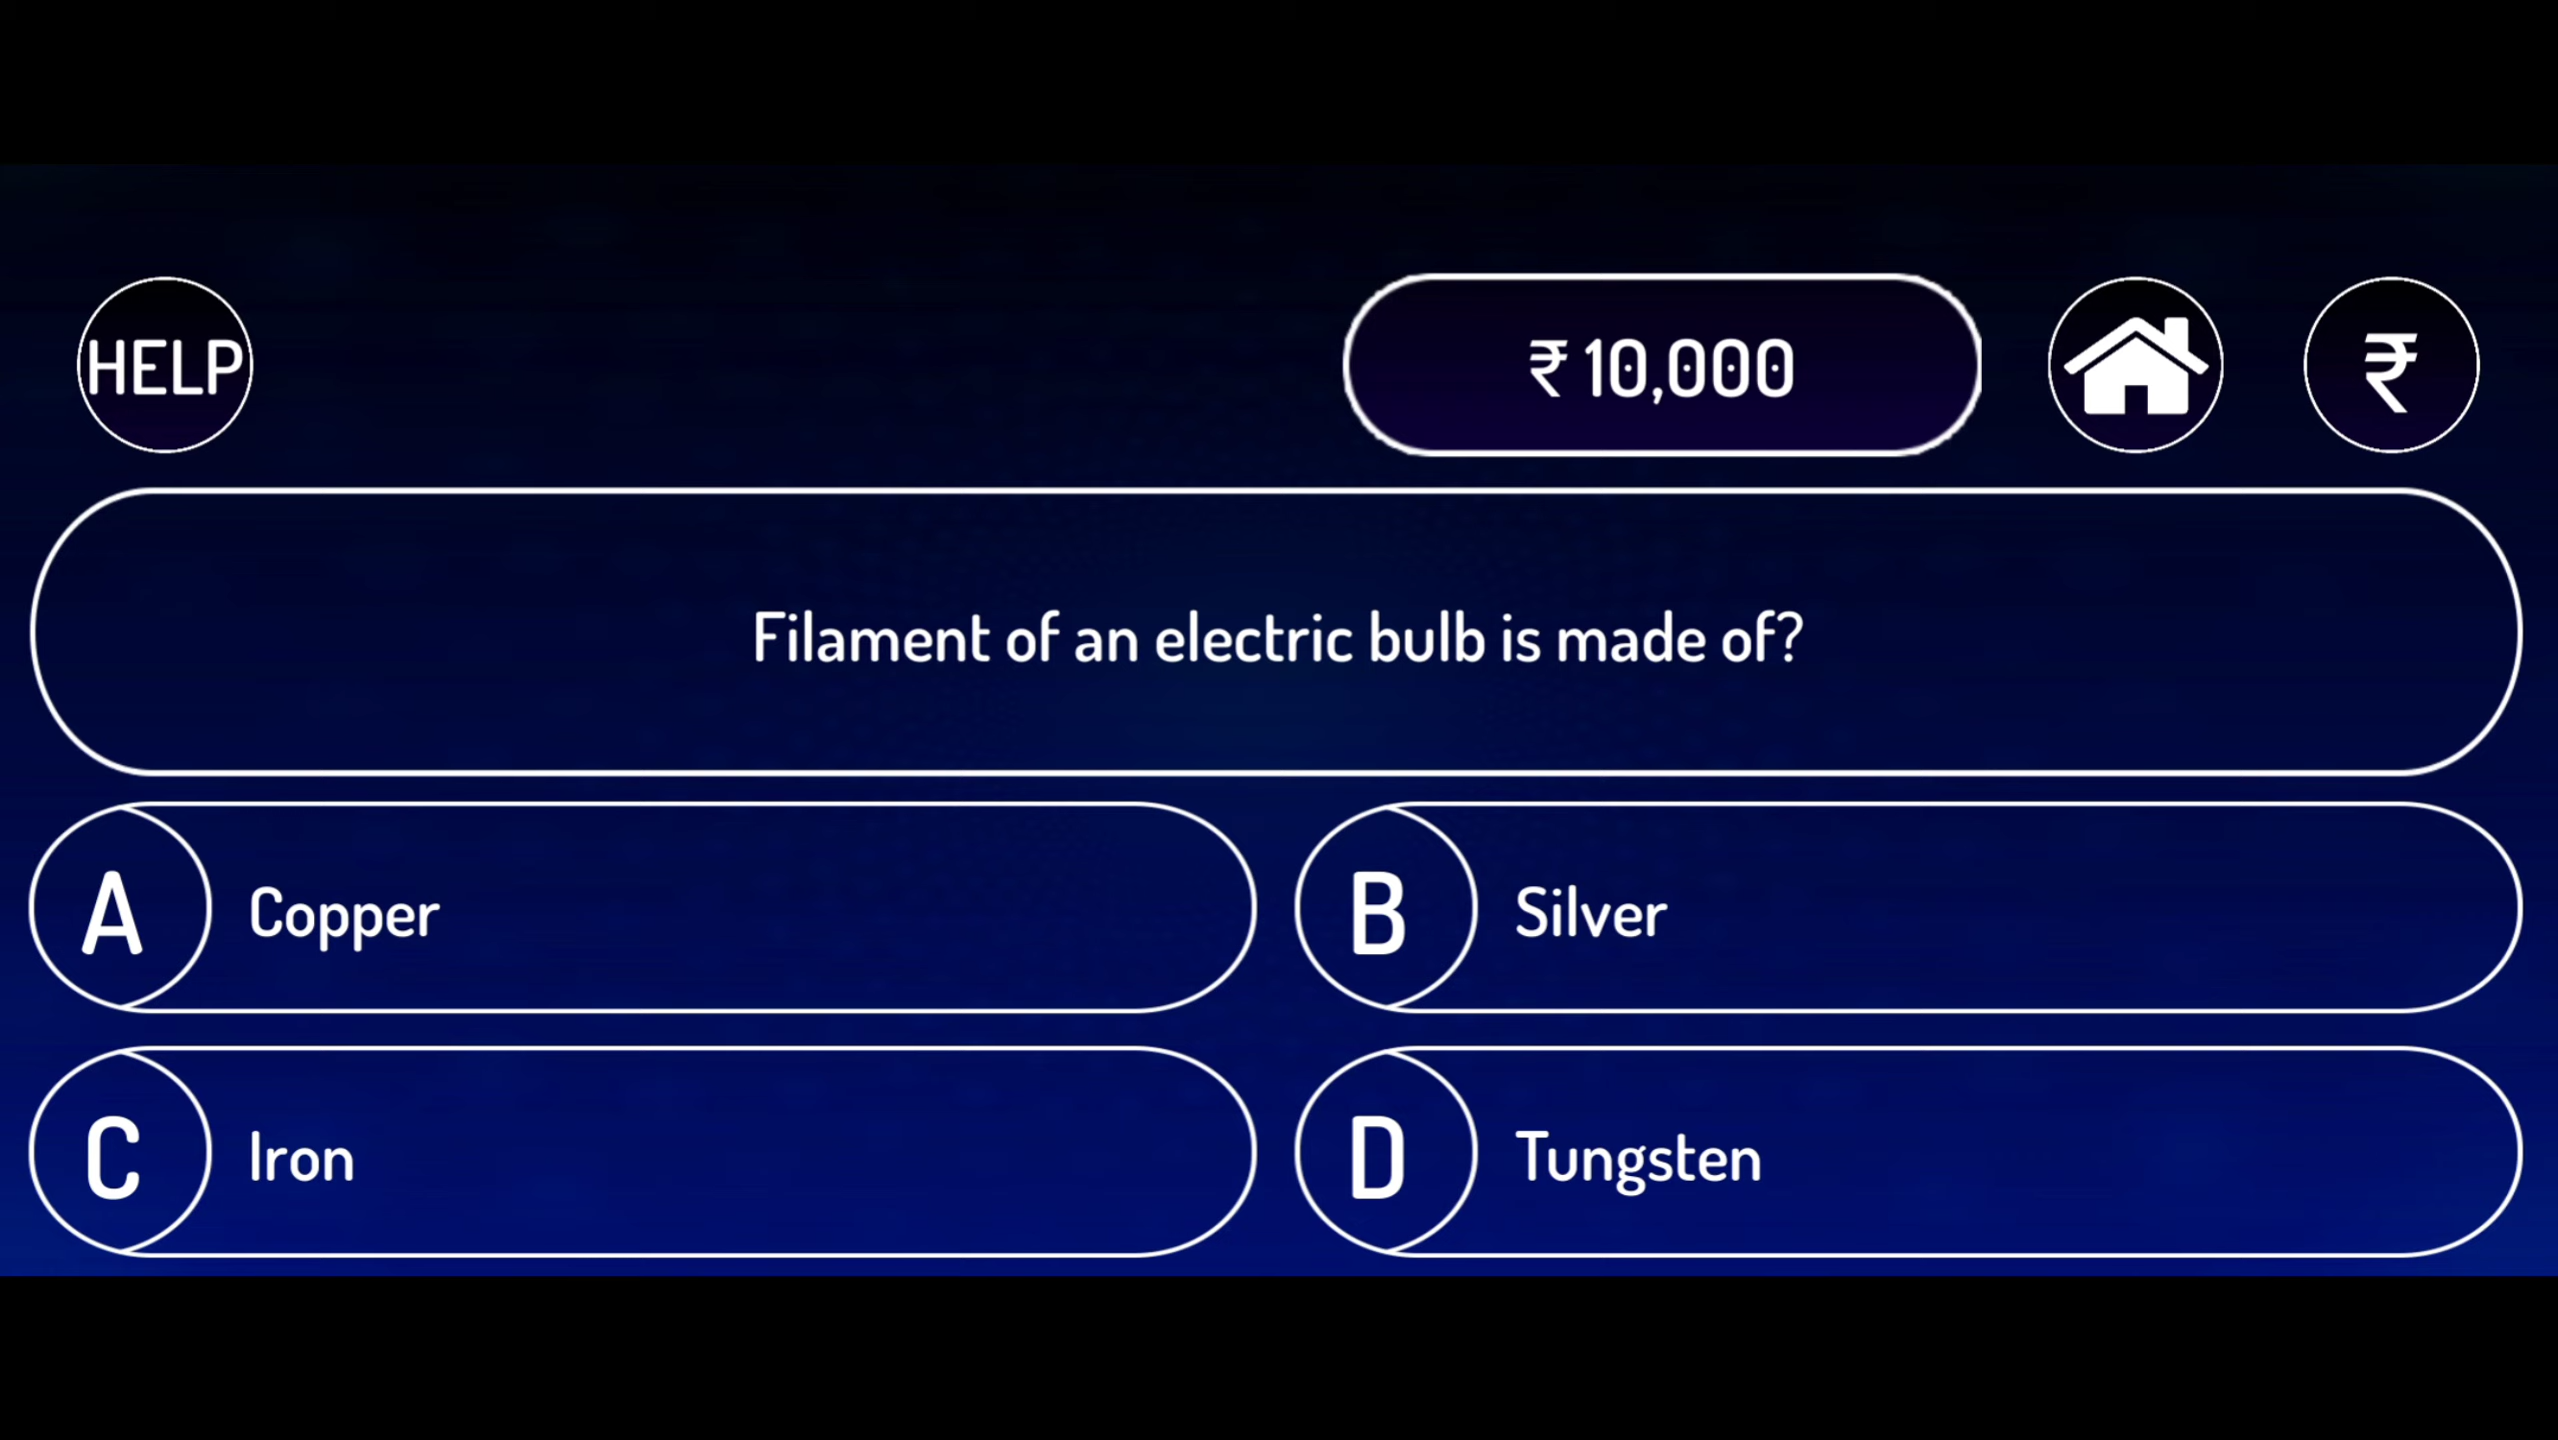 HELP
₹ 10,000
₹
Filament of an electric bulb is made of?
A Copper
B Silver
C Iron
D Tungsten